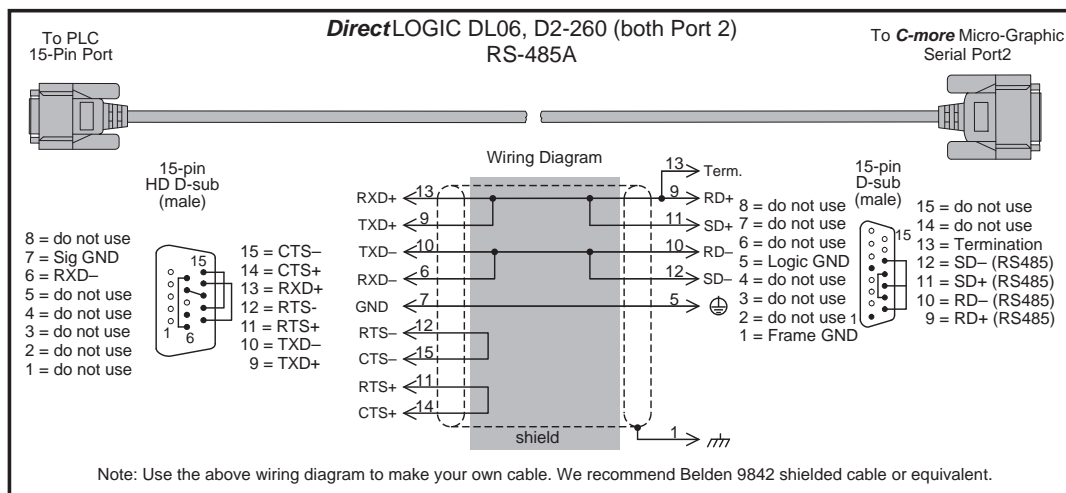 DirectLOGIC DL06, D2-260 (both Port 2)
RS-485A
To PLC
15-Pin Port
To C-more Micro-Graphic
Serial Port2
15-pin
HD D-sub
(male)
8 = do not use
7 = Sig GND
6 = RXD–
5 = do not use
4 = do not use
3 = do not use
2 = do not use
1 = do not use
15
1
6
15 = CTS–
14 = CTS+
13 = RXD+
12 = RTS-
11 = RTS+
10 = TXD–
9 = TXD+
Wiring Diagram
13 Term.
RXD+ 13 9 RD+
TXD+ 9 11 SD+
TXD– 10 10 RD–
RXD– 6 12 SD–
GND 7 5
RTS– 12
CTS– 15
RTS+ 11
CTS+ 14
shield
1
8 = do not use
7 = do not use
6 = do not use
5 = Logic GND
4 = do not use
3 = do not use
2 = do not use
1 = Frame GND
15-pin
D-sub
(male)
15
1
15 = do not use
14 = do not use
13 = Termination
12 = SD– (RS485)
11 = SD+ (RS485)
10 = RD– (RS485)
9 = RD+ (RS485)
Note: Use the above wiring diagram to make your own cable. We recommend Belden 9842 shielded cable or equivalent.